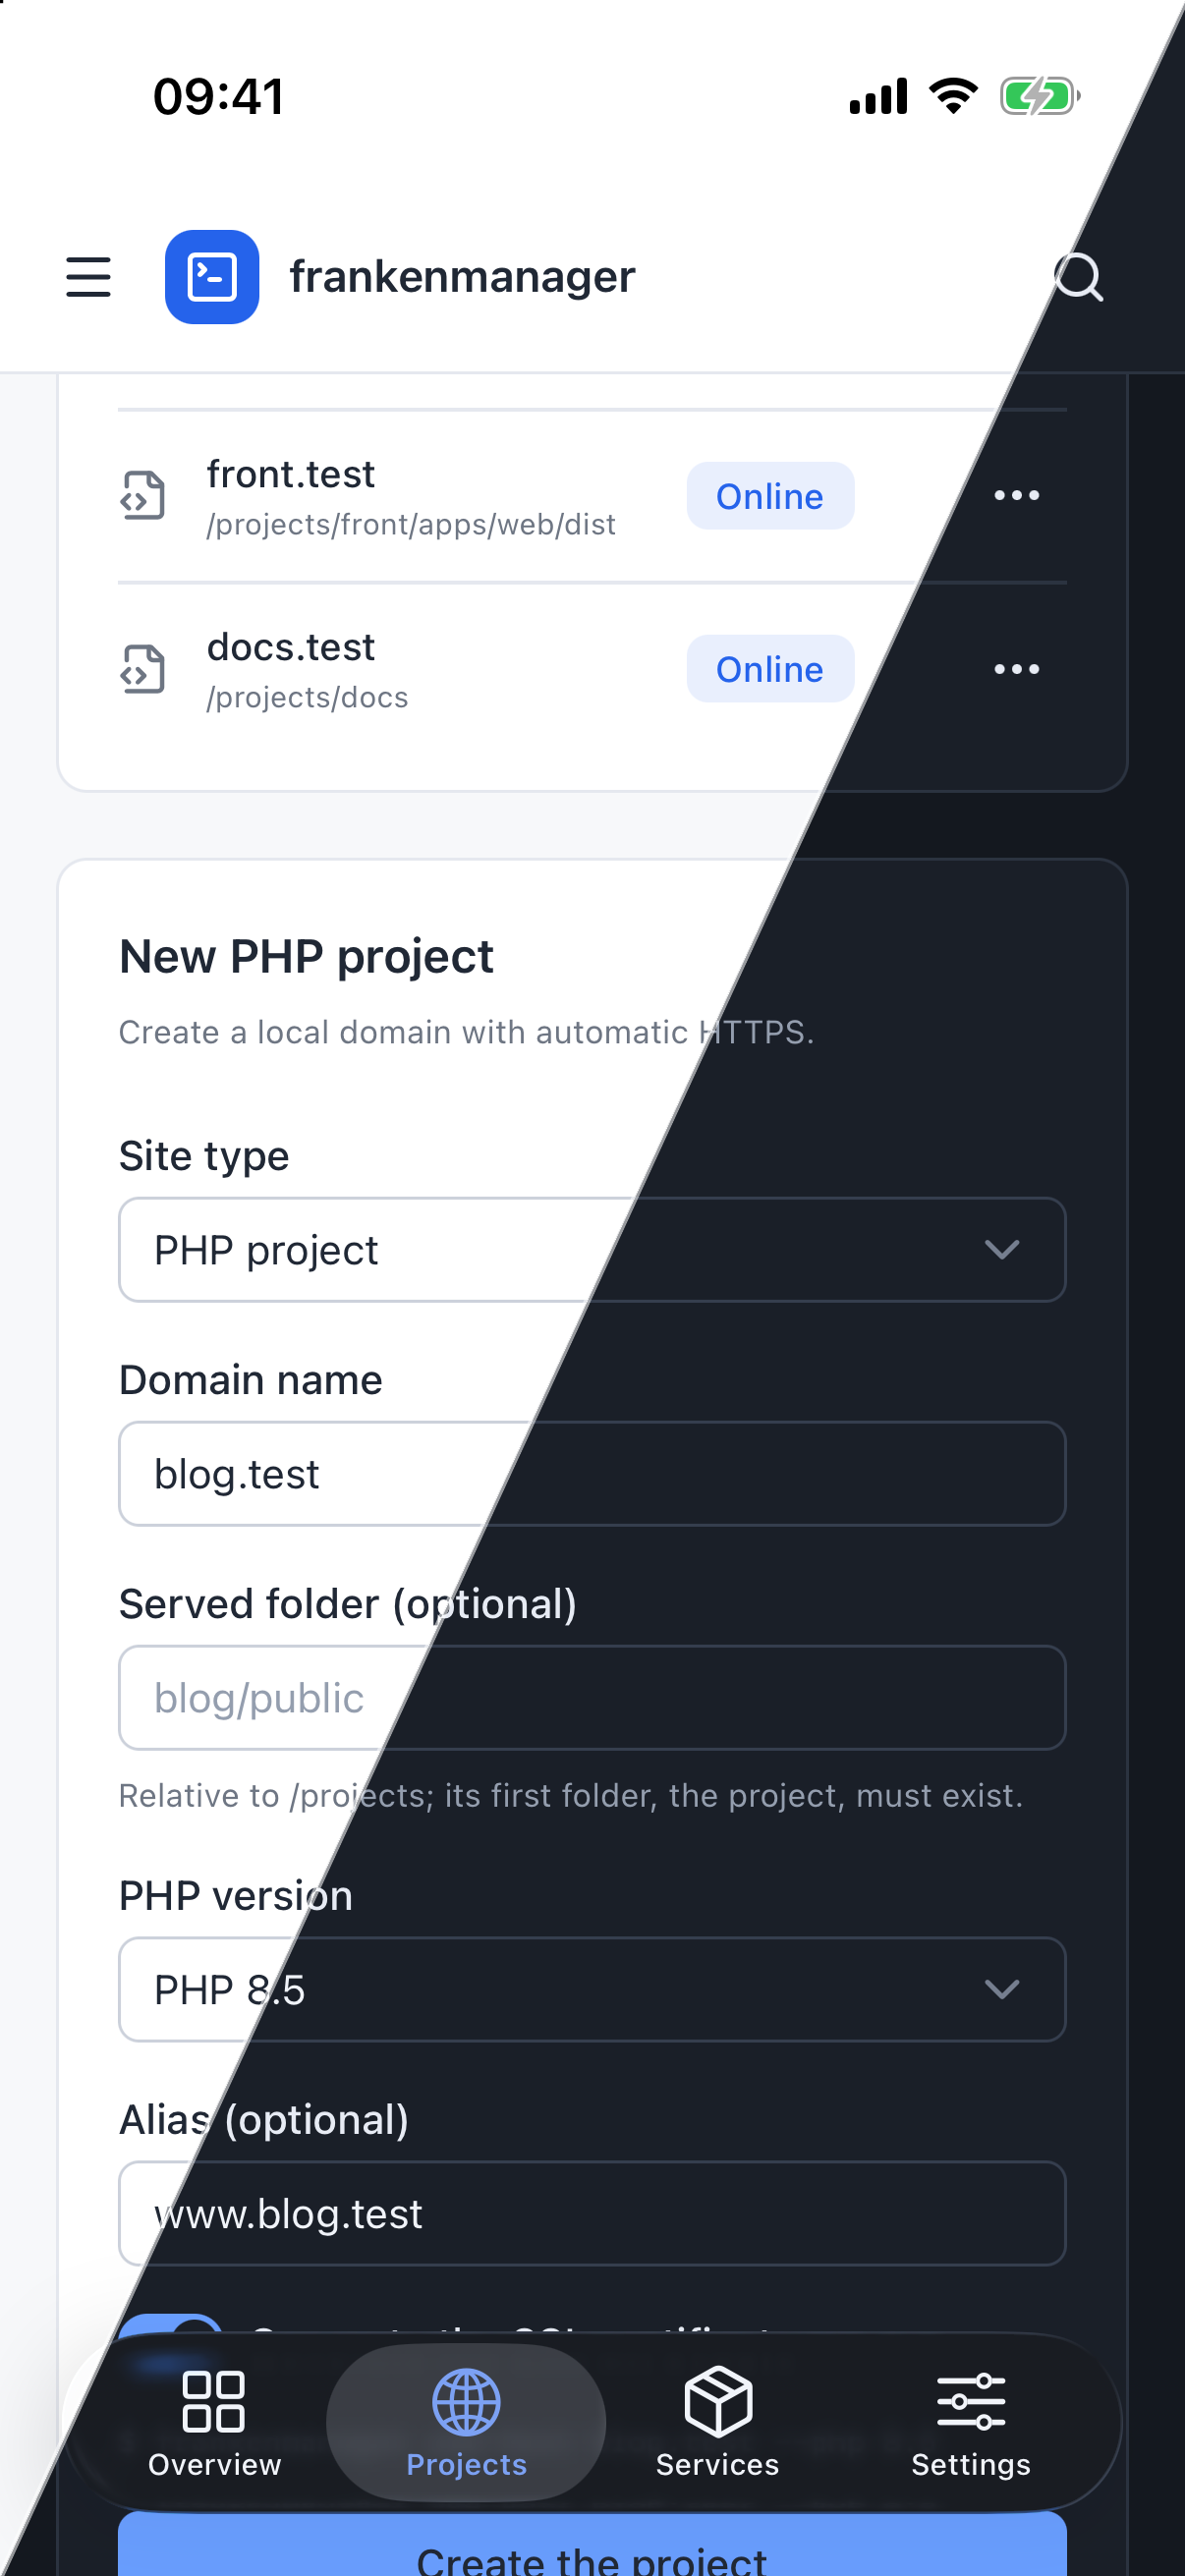 09:41
frankenmanager
front.test
/projects/front/apps/web/dist
Online
docs.test
/projects/docs
Online
New PHP project
Create a local domain with automatic HTTPS.
Site type
PHP project
Domain name
blog.test
Served folder (optional)
blog/public
Relative to /projects; its first folder, the project, must exist.
PHP version
PHP 8.5
Alias (optional)
www.blog.test
Overview
Projects
Services
Settings
Create the project